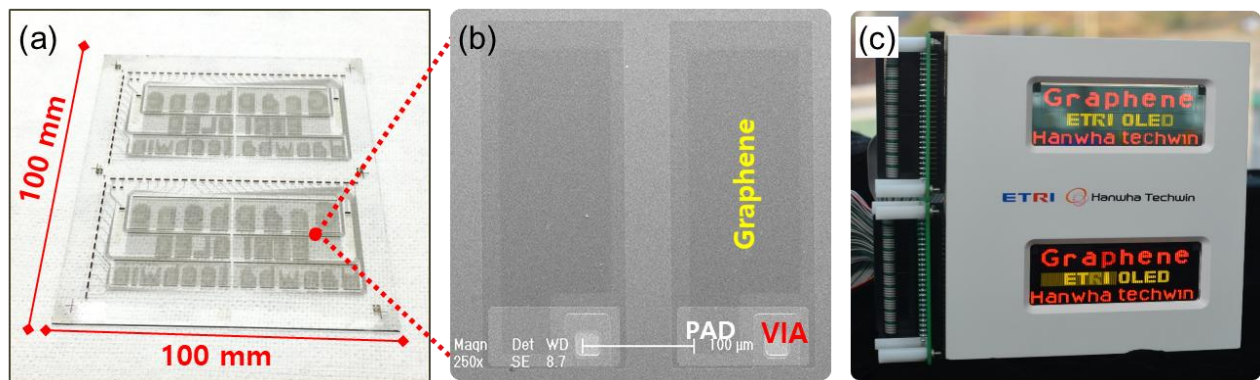 (a)
100 mm
100 mm
(b)
Graphene
PAD VIA
Magn Det WD
250x SE 8.7
100 µm
(c)
Graphene
ETRI OLED
Hanwha techwin
ETRI Hanwha Techwin
Graphene
ETRI OLED
Hanwha techwin